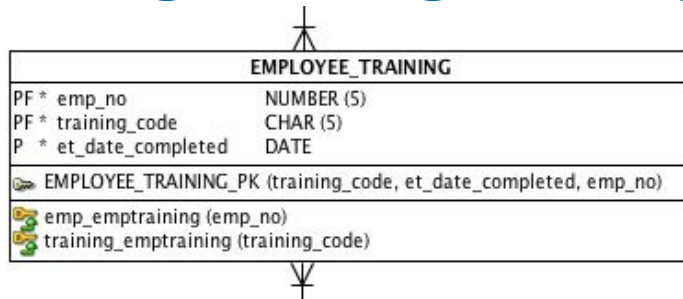 EMPLOYEE_TRAINING
PF * emp_no NUMBER (5)
PF * training_code CHAR (5)
P * et_date_completed DATE
EMPLOYEE_TRAINING_PK (training_code, et_date_completed, emp_no)
emp_emptraining (emp_no)
training_emptraining (training_code)